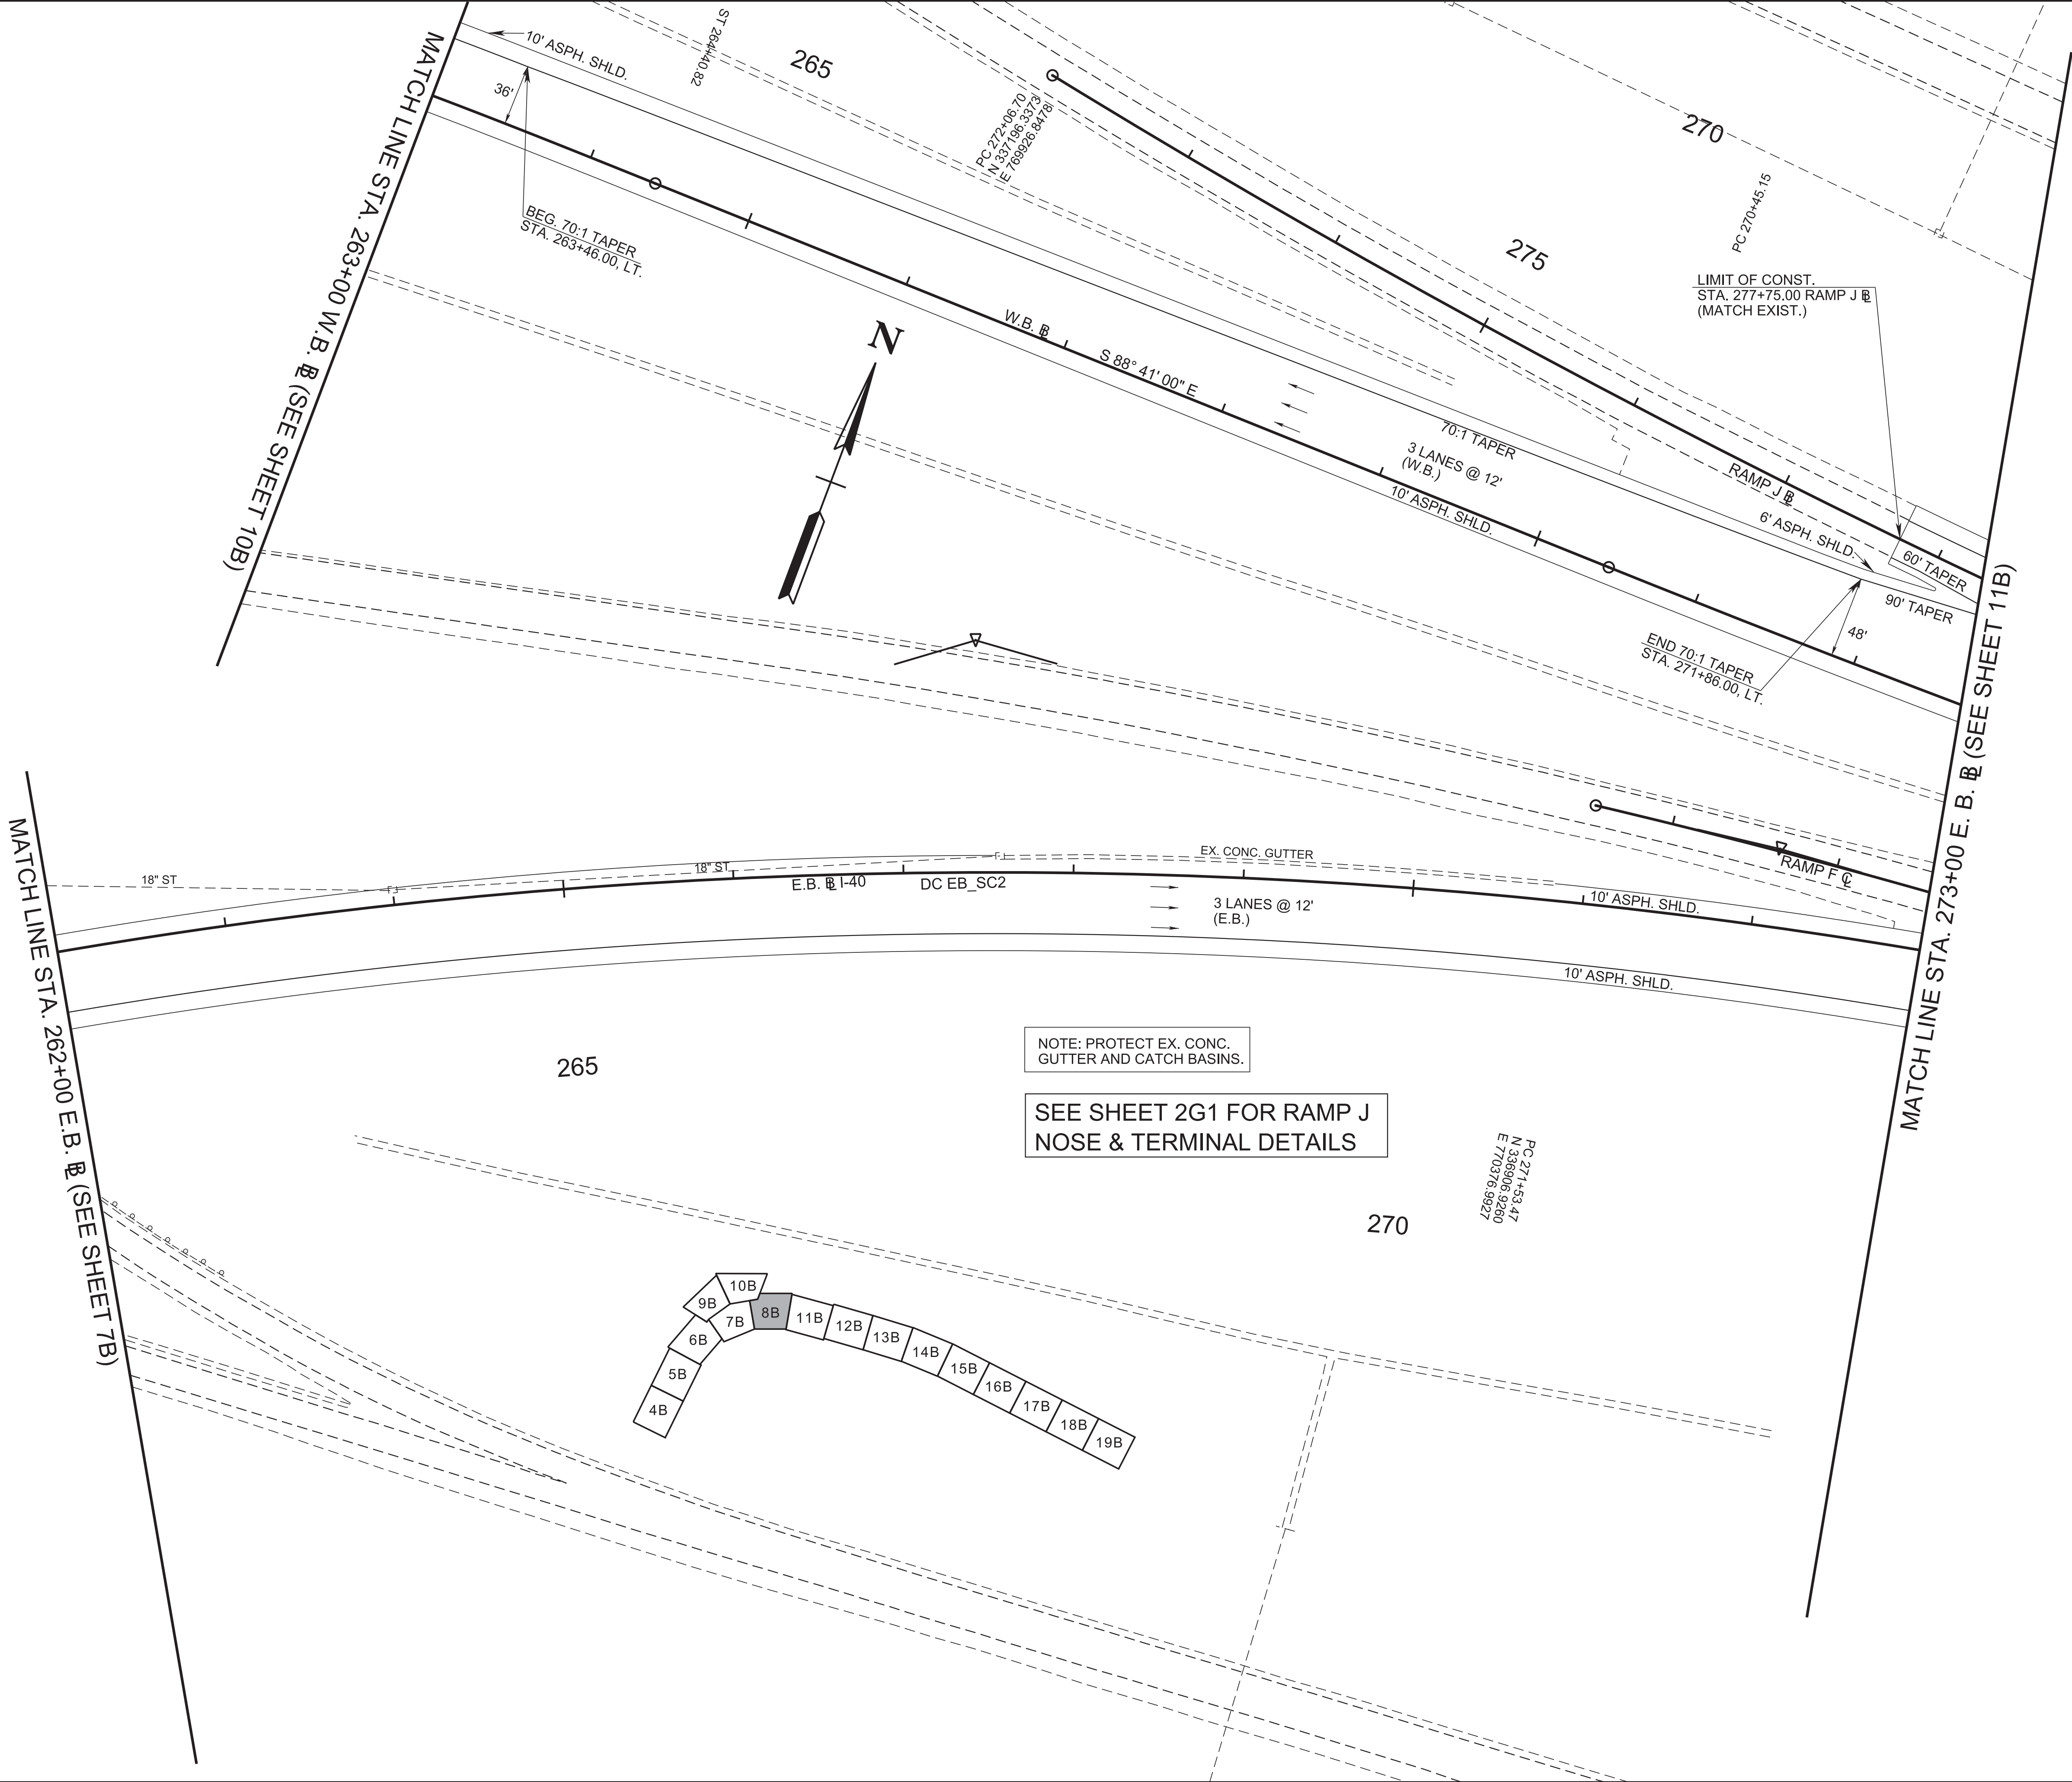 MATCH LINE STA. 263+00 W.B. BL (SEE SHEET 10B)
10' ASPH. SHLD.
36'
BEG. 70:1 TAPER
STA. 263+46.00, LT.
ST 264+40.82
265
PC 272+06.70
N 337196.3373
E 769926.8478
270
PC 270+45.15
275
LIMIT OF CONST.
STA. 277+75.00 RAMP J BL
(MATCH EXIST.)
N
W.B. BL
S 88° 41' 00" E
70:1 TAPER
3 LANES @ 12'
(W.B.)
10' ASPH. SHLD.
RAMP J BL
6' ASPH. SHLD.
60' TAPER
90' TAPER
48'
END 70:1 TAPER
STA. 271+86.00, LT.
MATCH LINE STA. 273+00 E. B. BL (SEE SHEET 11B)
MATCH LINE STA. 262+00 E.B. BL (SEE SHEET 7B)
18" ST
18" ST
E.B. BL I-40
DC EB_SC2
EX. CONC. GUTTER
3 LANES @ 12'
(E.B.)
RAMP F CL
10' ASPH. SHLD.
10' ASPH. SHLD.
265
NOTE: PROTECT EX. CONC.
GUTTER AND CATCH BASINS.
SEE SHEET 2G1 FOR RAMP J
NOSE & TERMINAL DETAILS
PC 271+53.47
N 336906.9260
E 770376.9927
270
4B
5B
6B
7B
9B
10B
8B
11B
12B
13B
14B
15B
16B
17B
18B
19B